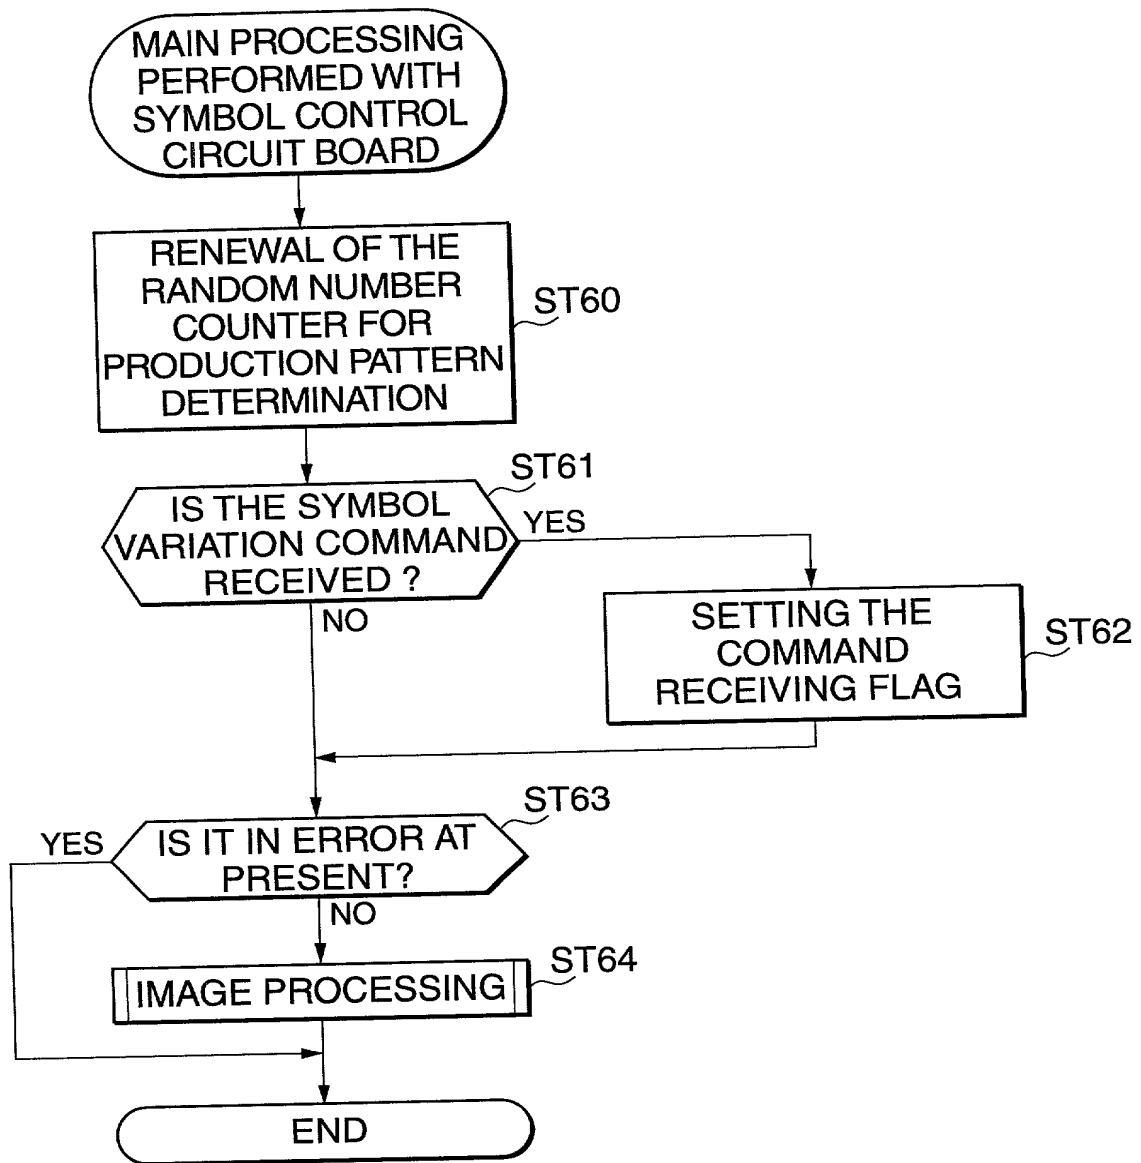 MAIN PROCESSING
PERFORMED WITH
SYMBOL CONTROL
CIRCUIT BOARD
RENEWAL OF THE
RANDOM NUMBER
COUNTER FOR
PRODUCTION PATTERN
DETERMINATION
ST60
ST61
IS THE SYMBOL
VARIATION COMMAND
RECEIVED ?
YES
NO
SETTING THE
COMMAND
RECEIVING FLAG
ST62
ST63
YES
IS IT IN ERROR AT
PRESENT?
NO
ST64
IMAGE PROCESSING
END